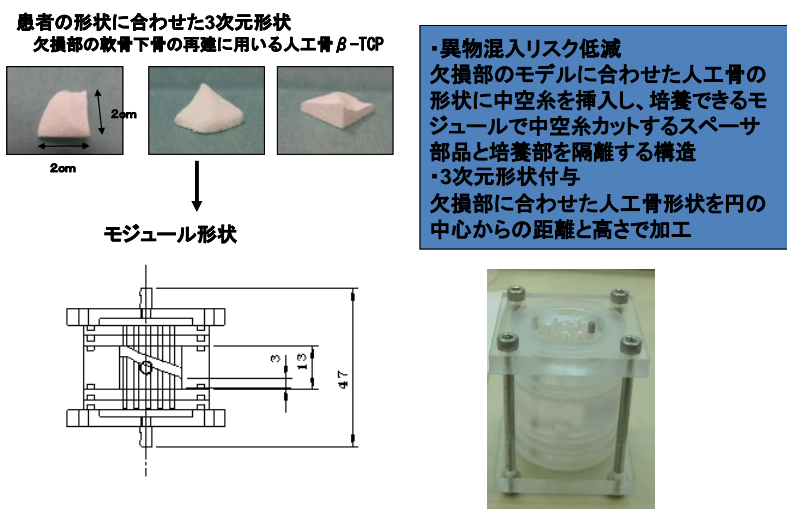 患者の形状に合わせた3次元形状
欠損部の軟骨下骨の再建に用いる人工骨β-TCP
2cm
2cm
モジュール形状
3
13
47
・異物混入リスク低減
欠損部のモデルに合わせた人工骨の
形状に中空糸を挿入し、培養できるモ
ジュールで中空糸カットするスペーサ
部品と培養部を隔離する構造
・3次元形状付与
欠損部に合わせた人工骨形状を円の
中心からの距離と高さで加工